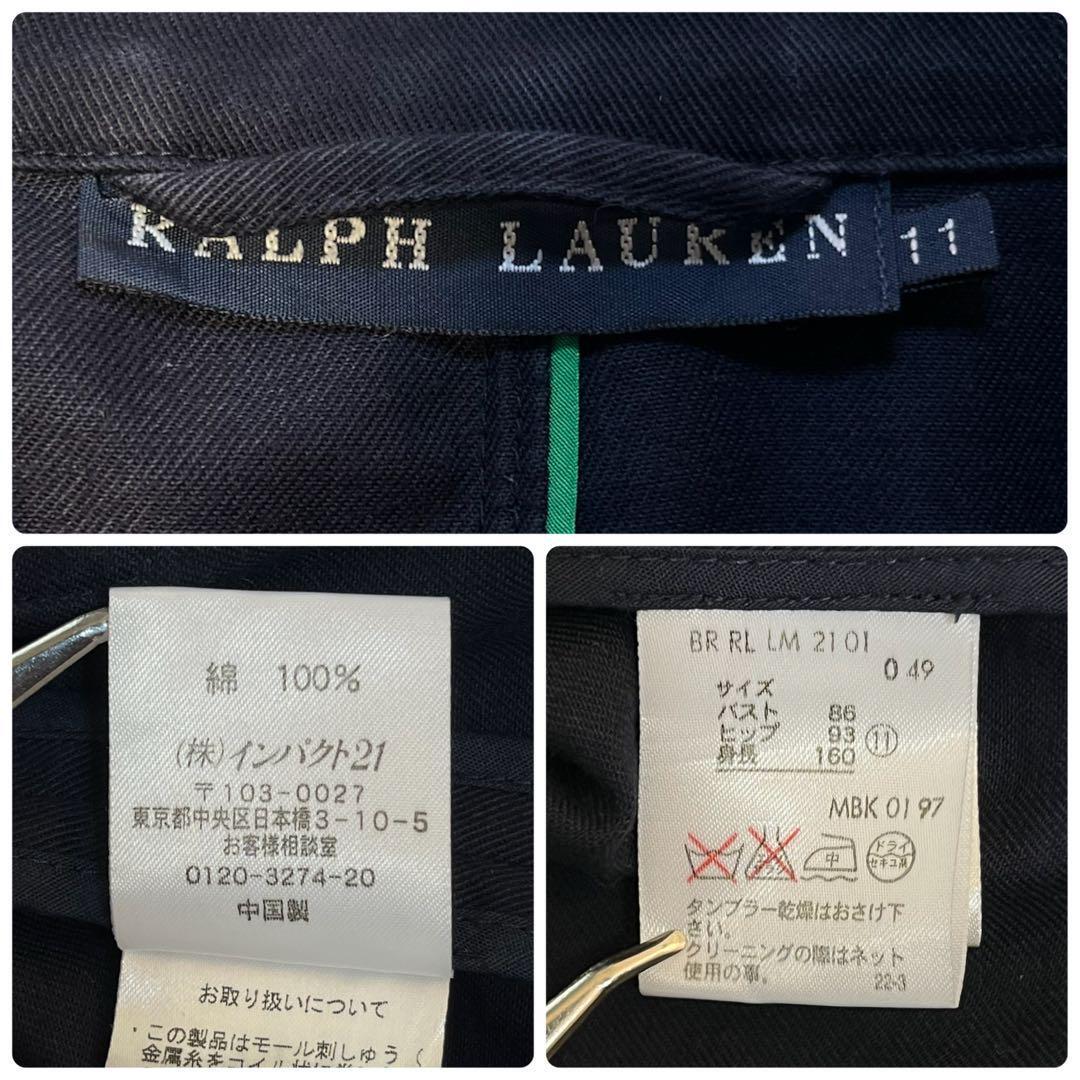 RALPH LAUREN 11
綿 100%
(株)インパクト21
〒103-0027
東京都中央区日本橋3-10-5
お客様相談室
0120-3274-20
中国製
お取り扱いについて
・この製品はモール刺しゅう(
金属糸をコイル状に
BR RL LM 2101
0 49
サイズ
バスト 86
ヒップ 93 ⑪
身長 160
MBK 01 97
中
ドライ
セキユ系
タンブラー乾燥はおさけ下
さい。
クリーニングの際はネット
使用の事。
22-3